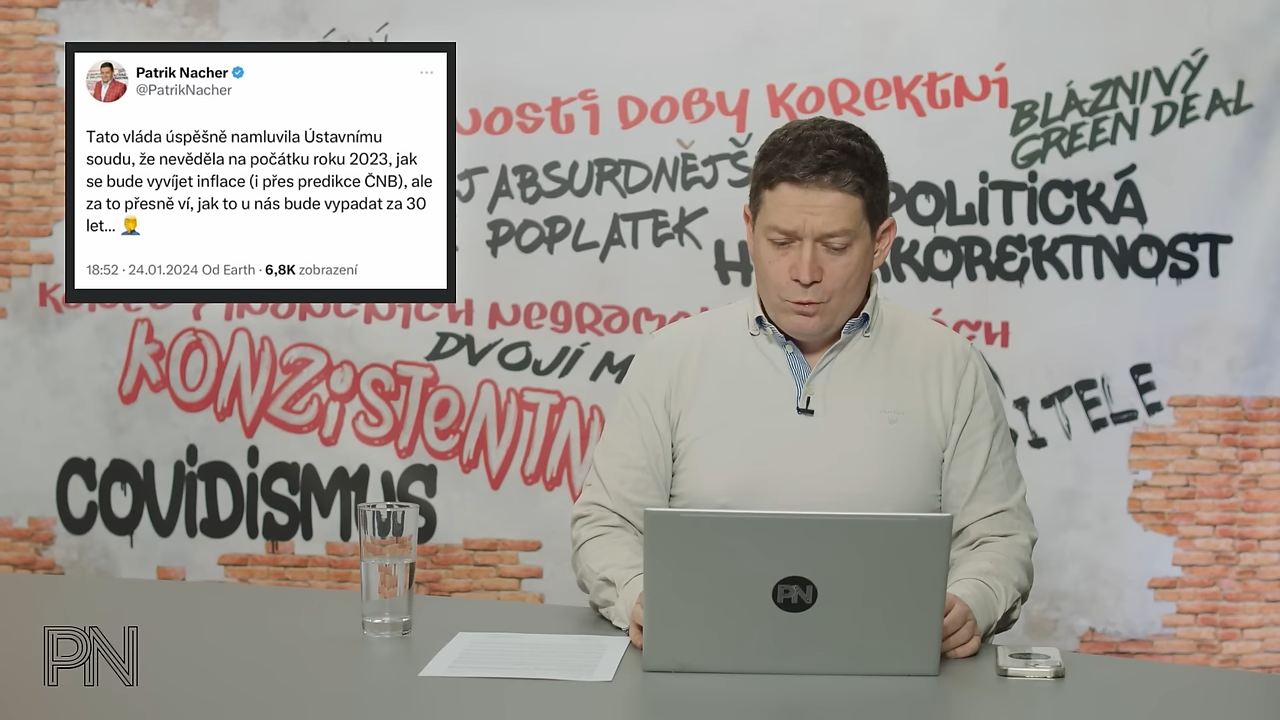 Patrik Nacher
@PatrikNacher
Tato vláda úspěšně namluvila Ústavnímu
soudu, že nevěděla na počátku roku 2023, jak
se bude vyvíjet inflace (i přes predikce ČNB), ale
za to přesně ví, jak to u nás bude vypadat za 30
let...
18:52 · 24.01.2024 Od Earth · 6,8K zobrazení
DOBY KOREKTNÍ
BLÁZNIVÝ
GREEN DEAL
ABSURDNĚJŠ
POPLATEK
POLITICKÁ
KOREKTNOST
DVOJÍ M
KONZISTENTN
COVIDISMUS
PN
PN